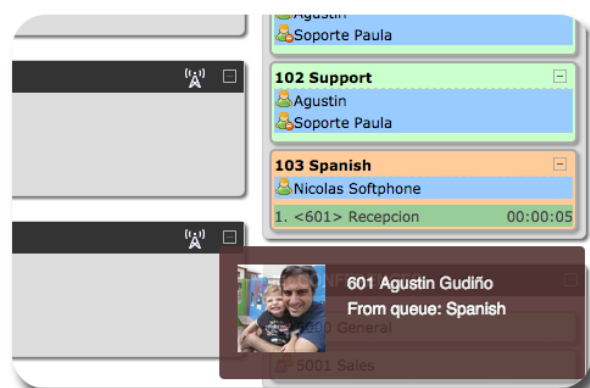 Agustin
Soporte Paula
102 Support
Agustin
Soporte Paula
103 Spanish
Nicolas Softphone
1. <601> Recepcion 00:00:05
601 Agustin Gudiño
From queue: Spanish
5000 General
5001 Sales